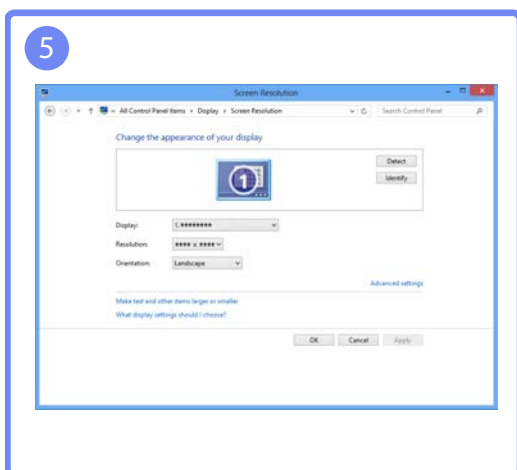 5
Screen Resolution
All Control Panel Items Display Screen Resolution Search Control Panel
Change the appearance of your display
1
Detect
Identify
Display: 1.********
Resolution: **** x ****
Orientation: Landscape
Advanced settings
Make text and other items larger or smaller
What display settings should I choose?
OK Cancel Apply